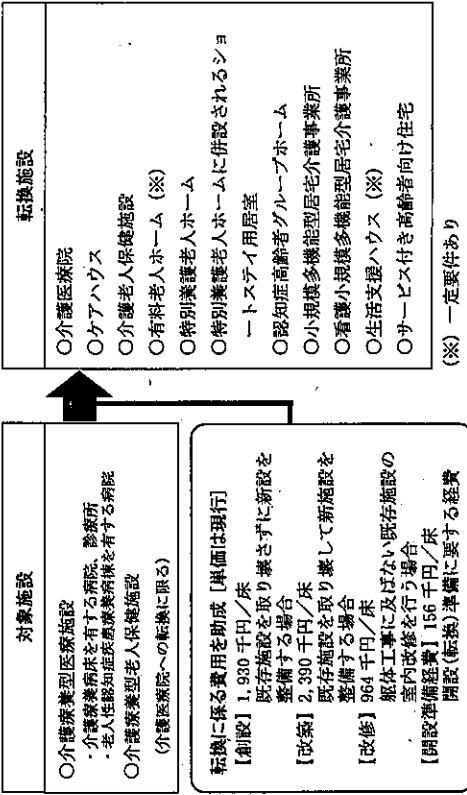 対象施設
○介護療養型医療施設
・介護療養病床を有する病院、診療所
・老人性認知症疾患療養病棟を有する病院
○介護療養型老人保健施設
(介護医療院への転換に限る)
転換に係る費用を助成 [単価は現行]
【創設】1,930 千円/床
既存施設を取り壊さずに新設を
整備する場合
【改築】2,390 千円/床
既存施設を取り壊して新施設を
整備する場合
【改修】964 千円/床
躯体工事に及ばない既存施設の
室内改修を行う場合
【開設準備経費】156 千円/床
開設(転換)準備に要する経費
転換施設
○介護医療院
○ケアハウス
○介護老人保健施設
○有料老人ホーム (※)
○特別養護老人ホーム
○特別養護老人ホームに併設されるショ
ートステイ用居室
○認知症高齢者グループホーム
○小規模多機能型居宅介護事業所
○看護小規模多機能型居宅介護事業所
○生活支援ハウス (※)
○サービス付き高齢者向け住宅
(※) 一定要件あり